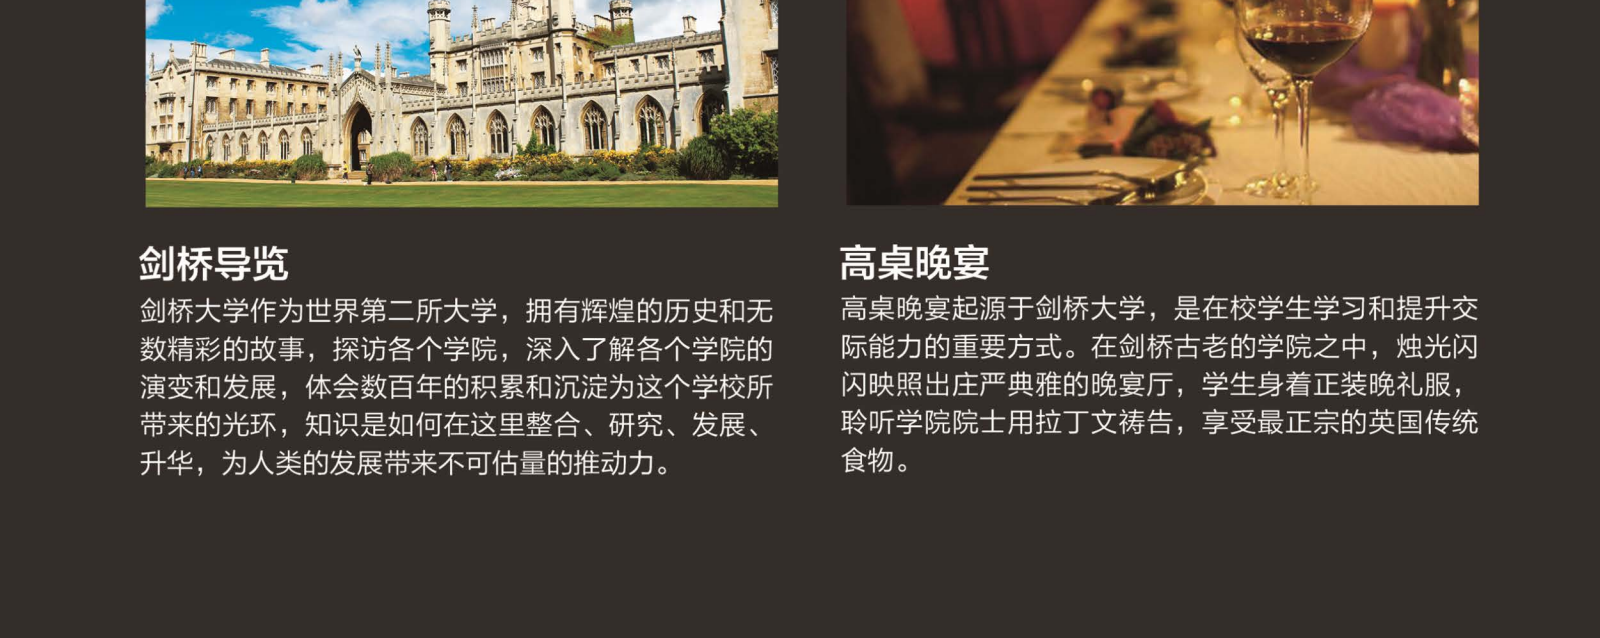 剑桥导览
剑桥大学作为世界第二所大学，拥有辉煌的历史和无
数精彩的故事，探访各个学院，深入了解各个学院的
演变和发展，体会数百年的积累和沉淀为这个学校所
带来的光环，知识是如何在这里整合、研究、发展、
升华，为人类的发展带来不可估量的推动力。
高桌晚宴
高桌晚宴起源于剑桥大学，是在校学生学习和提升交
际能力的重要方式。在剑桥古老的学院之中，烛光闪
闪映照出庄严典雅的晚宴厅，学生身着正装晚礼服，
聆听学院院士用拉丁文祷告，享受最正宗的英国传统
食物。